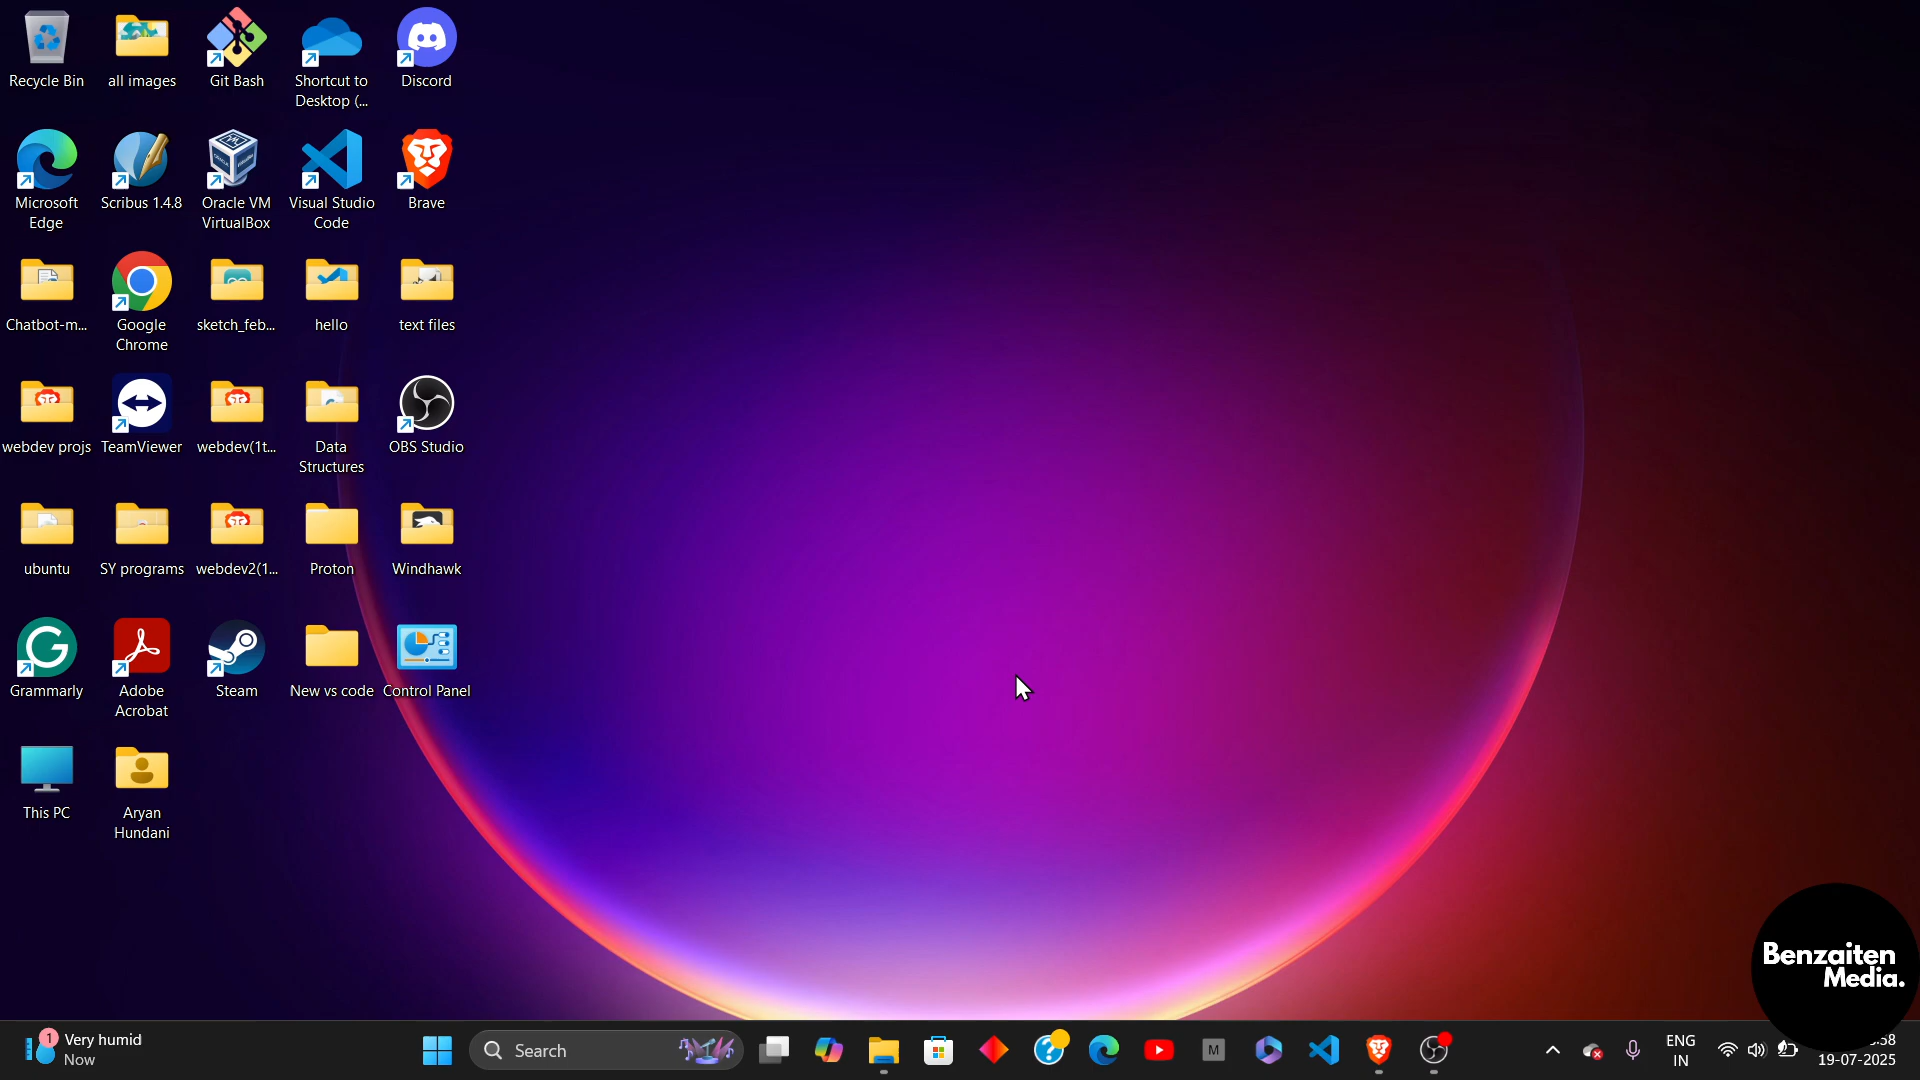 Recycle Bin
all images
Git Bash
Shortcut to
Desktop (...
Discord
Microsoft
Edge
Scribus 1.4.8
Oracle VM
VirtualBox
Visual Studio
Code
Brave
Chatbot-m...
Google
Chrome
sketch_feb...
hello
text files
webdev projs
TeamViewer
webdev(1t...
Data
Structures
OBS Studio
ubuntu
SY programs
webdev2(1...
Proton
Windhawk
Grammarly
Adobe
Acrobat
Steam
New vs code
Control Panel
This PC
Aryan
Hundani
Benzaiten
Media.
1
Very humid
Now
Search
M
ENG
IN
:58
19-07-2025